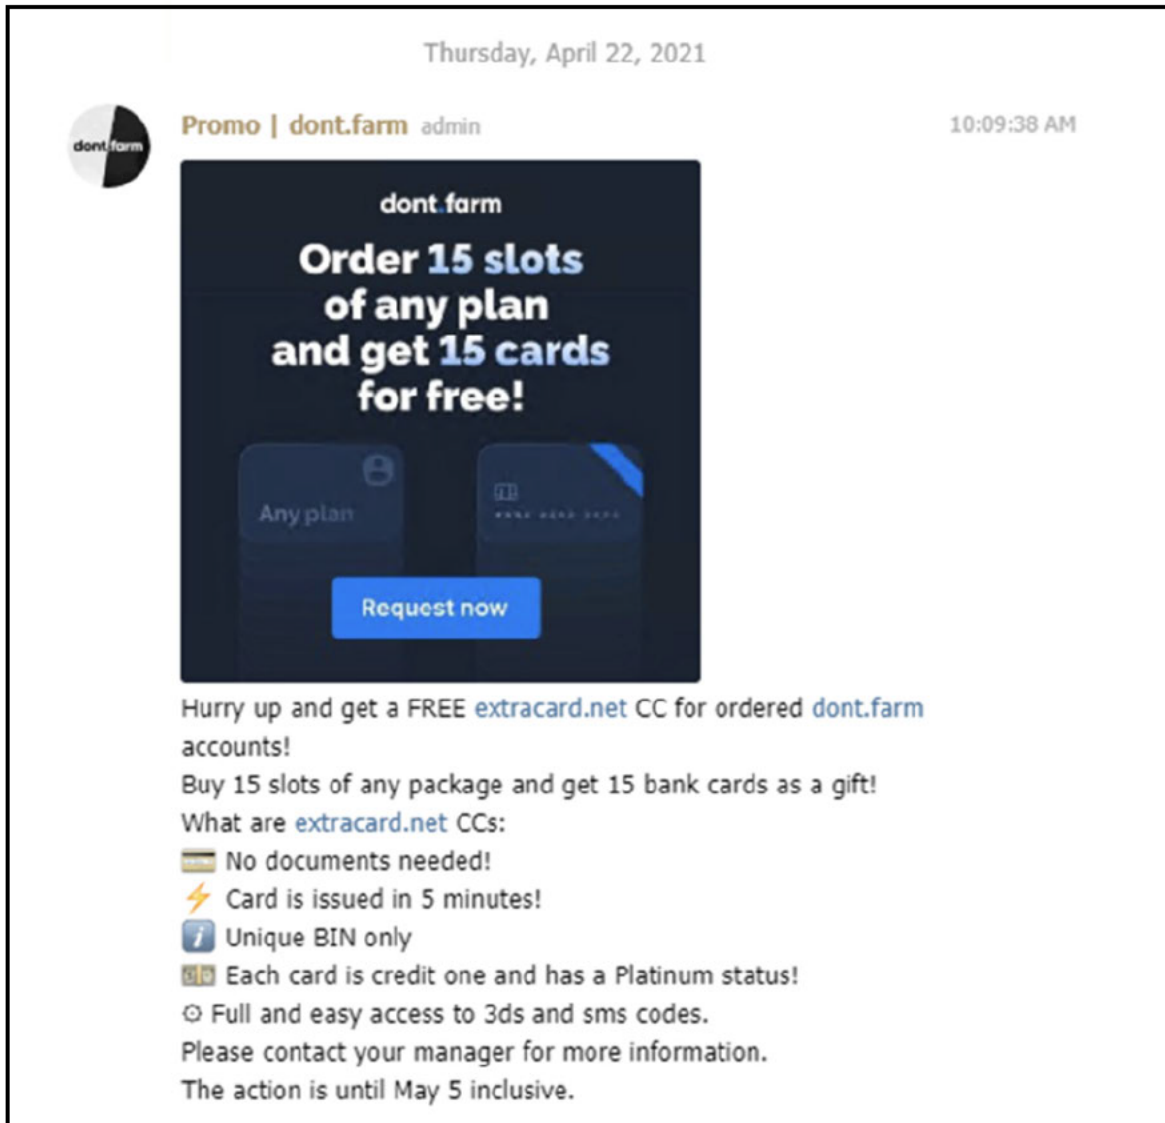 Thursday, April 22, 2021
dont.farm
Promo | dont.farm admin
10:09:38 AM
dont.farm
Order 15 slots
of any plan
and get 15 cards
for free!
Any plan
Request now
Hurry up and get a FREE extracard.net CC for ordered dont.farm
accounts!
Buy 15 slots of any package and get 15 bank cards as a gift!
What are extracard.net CCs:
No documents needed!
Card is issued in 5 minutes!
Unique BIN only
Each card is credit one and has a Platinum status!
Full and easy access to 3ds and sms codes.
Please contact your manager for more information.
The action is until May 5 inclusive.